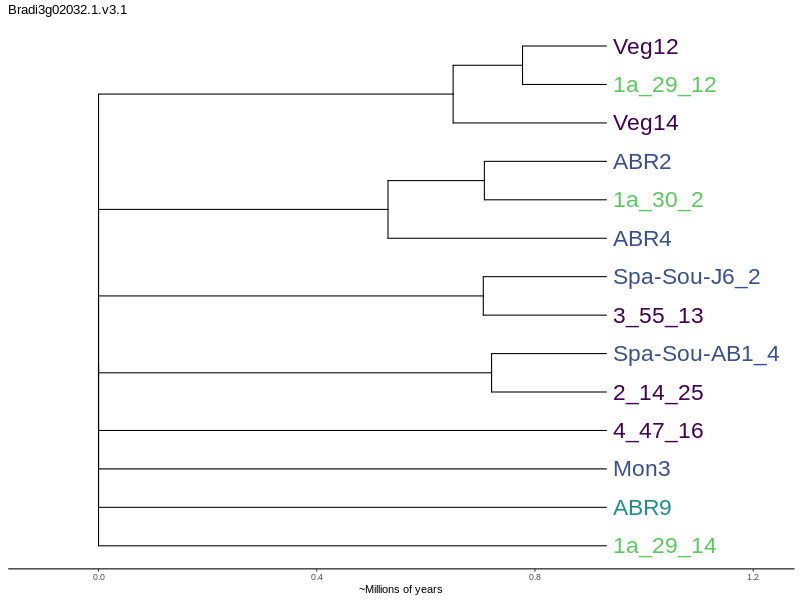 Bradi3g02032.1.v3.1
Veg12
1a_29_12
Veg14
ABR2
1a_30_2
ABR4
Spa-Sou-J6_2
3_55_13
Spa-Sou-AB1_4
2_14_25
4_47_16
Mon3
ABR9
1a_29_14
0.0 0.4 0.8 1.2
~Millions of years